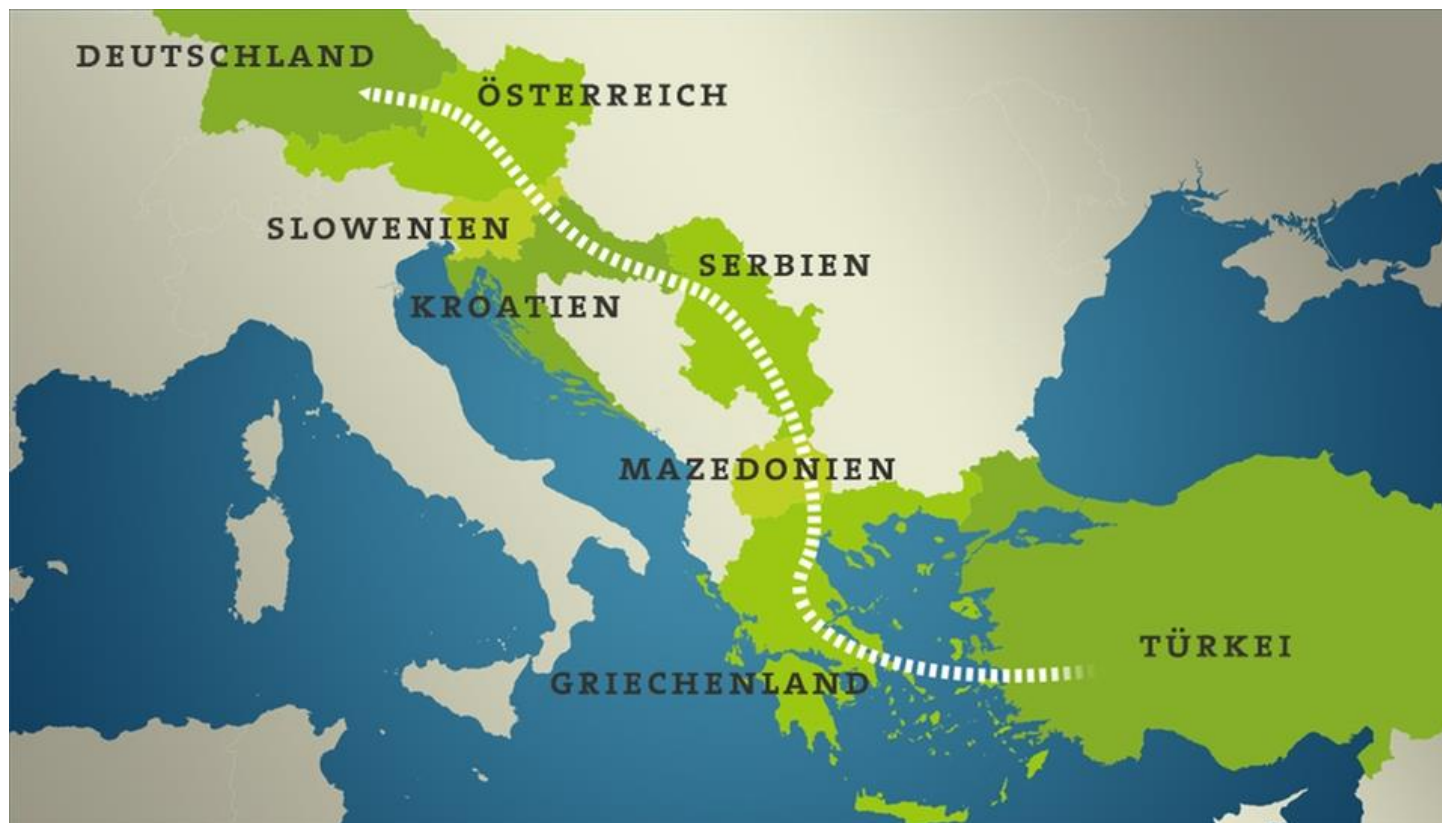 DEUTSCHLAND
ÖSTERREICH
SLOWENIEN
SERBIEN
KROATIEN
MAZEDONIEN
TÜRKEI
GRIECHENLAND